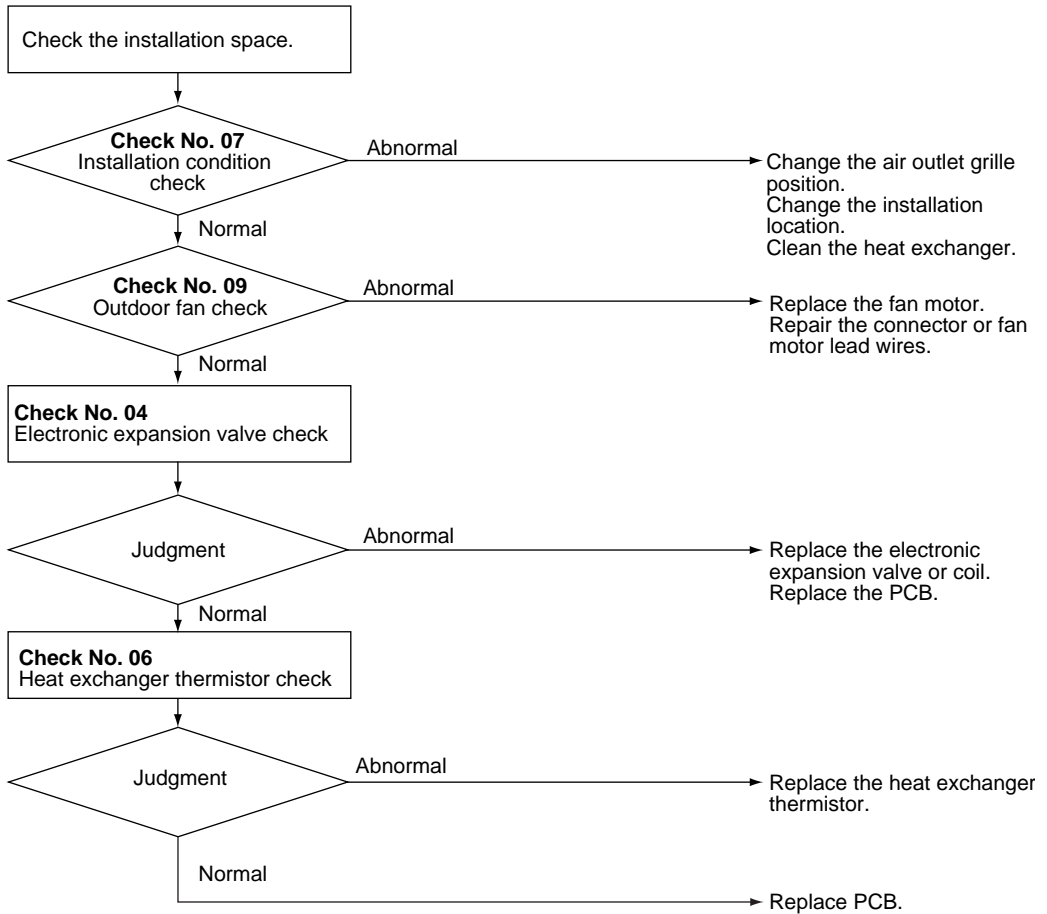 Check the installation space.
Check No. 07
Installation condition
check
Abnormal
Change the air outlet grille
position.
Change the installation
location.
Clean the heat exchanger.
Normal
Check No. 09
Outdoor fan check
Abnormal
Replace the fan motor.
Repair the connector or fan
motor lead wires.
Normal
Check No. 04
Electronic expansion valve check
Judgment
Abnormal
Replace the electronic
expansion valve or coil.
Replace the PCB.
Normal
Check No. 06
Heat exchanger thermistor check
Judgment
Abnormal
Replace the heat exchanger
thermistor.
Normal
Replace PCB.